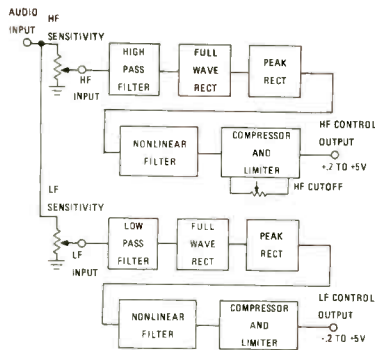 AUDIO
INPUT
HF
SENSITIVITY
HF
INPUT
HIGH
PASS
FILTER
FULL
WAVE
RECT
PEAK
RECT
NONLINEAR
FILTER
COMPRESSOR
AND
LIMITER
HF CONTROL
OUTPUT
+.2 TO +5V
HF CUTOFF
LF
SENSITIVITY
LF
INPUT
LOW
PASS
FILTER
FULL
WAVE
RECT
PEAK
RECT
NONLINEAR
FILTER
COMPRESSOR
AND
LIMITER
LF CONTROL
OUTPUT
-.2 TO +5V